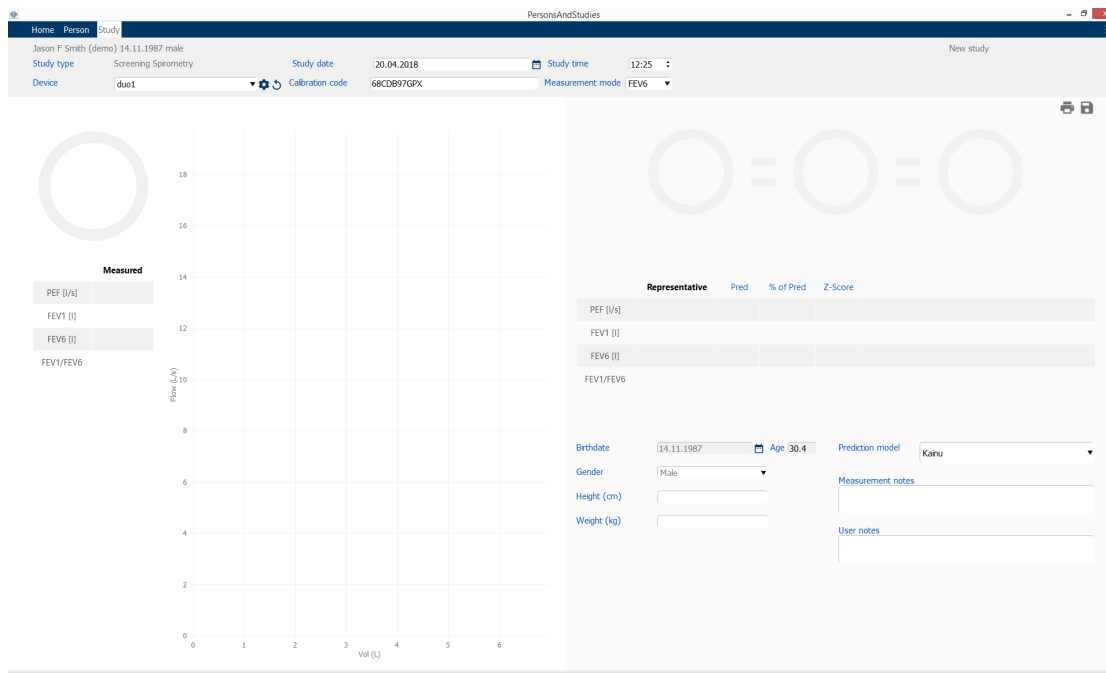 PersonsAndStudies
Home Person Study
Jason F Smith (demo) 14.11.1987 male
New study
Study type Screening Spirometry Study date 20.04.2018 Study time 12:25
Device duo1 Calibration code 68CDB97GPX Measurement mode FEV6
Measured
PEF [l/s]
FEV1 [l]
FEV6 [l]
FEV1/FEV6
18
16
14
12
10
8
6
4
2
0
Flow (L/s)
0 1 2 3 4 5 6
Vol (L)
Representative Pred % of Pred Z-Score
PEF [l/s]
FEV1 [l]
FEV6 [l]
FEV1/FEV6
Birthdate 14.11.1987 Age 30.4
Gender Male
Height (cm)
Weight (kg)
Prediction model Kainu
Measurement notes
User notes